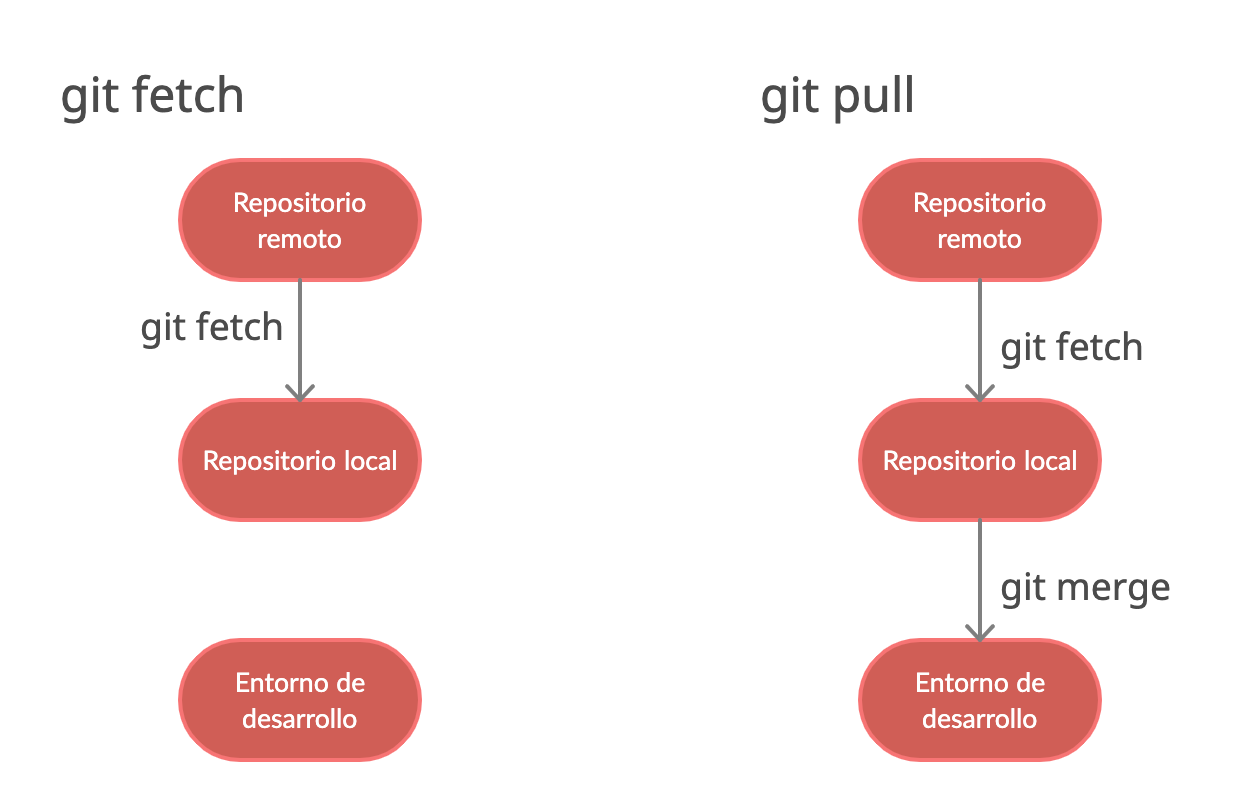 git fetch
Repositorio
remoto
git fetch
Repositorio local
Entorno de
desarrollo
git pull
Repositorio
remoto
git fetch
Repositorio local
git merge
Entorno de
desarrollo